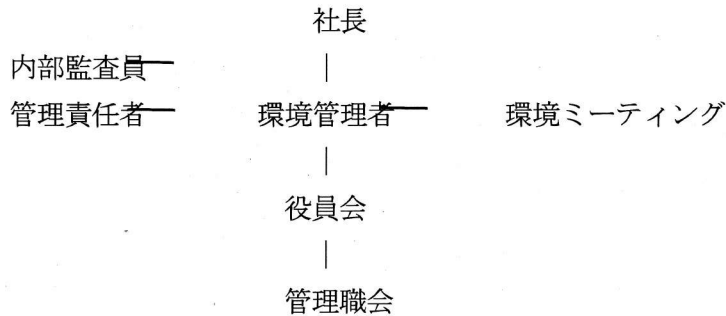 社長
内部監査員
管理責任者 環境管理者 環境ミーティング
役員会
管理職会